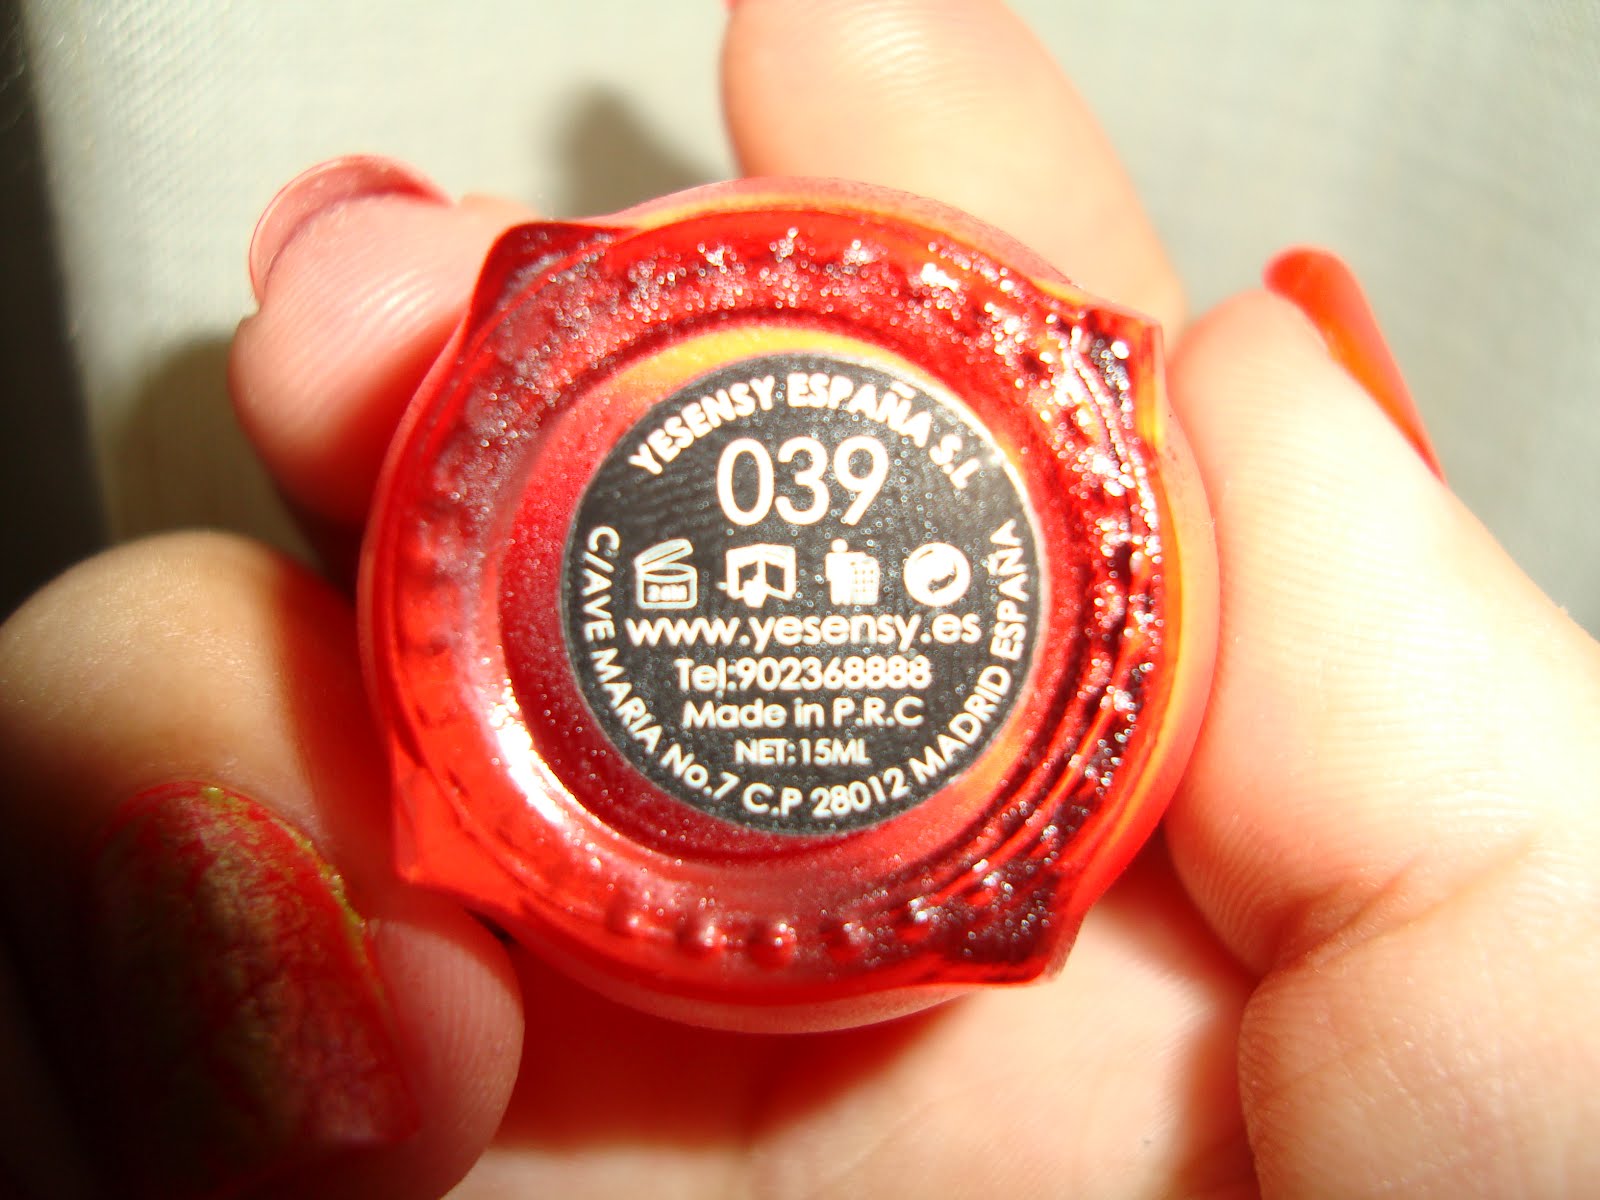 YESENSY ESPAÑA S.L
039
24M
www.yesensy.es
Tel:902368888
Made in P.R.C
NET:15ML
C/AVE MARIA No.7 C.P 28012 MADRID ESPAÑA